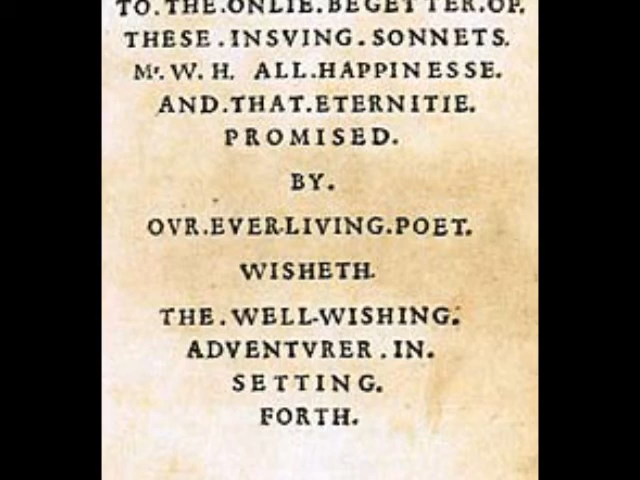 TO.THE.ONLIE.BEGETTER.OF.
THESE.INSVING.SONNETS.
Mr.W.H. ALL.HAPPINESSE.
AND.THAT.ETERNITIE.
PROMISED.
BY.
OVR.EVER-LIVING.POET.
WISHETH.
THE.WELL-WISHING.
ADVENTVRER.IN.
SETTING.
FORTH.